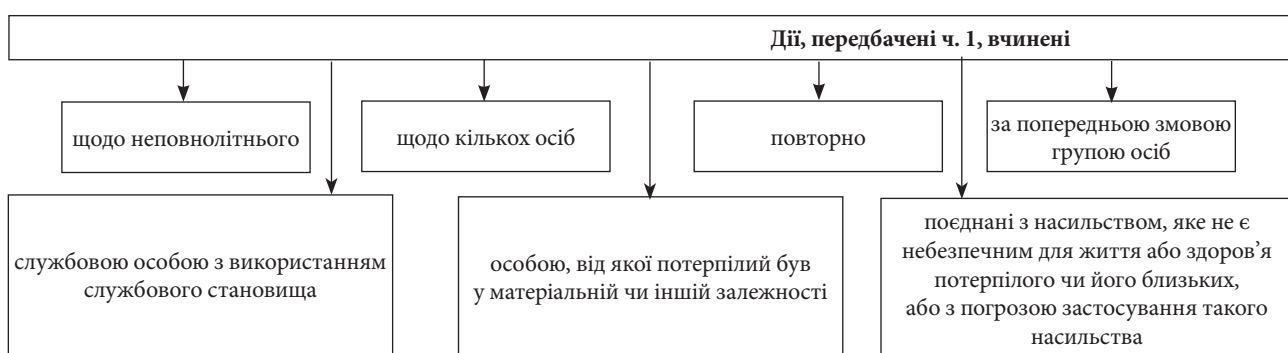 Дії, передбачені ч. 1, вчинені
щодо неповнолітнього
щодо кількох осіб
повторно
за попередньою змовою
групою осіб
службовою особою з використанням
службового становища
особою, від якої потерпілий був
у матеріальній чи іншій залежності
поєднані з насильством, яке не є
небезпечним для життя або здоров’я
потерпілого чи його близьких,
або з погрозою застосування такого
насильства